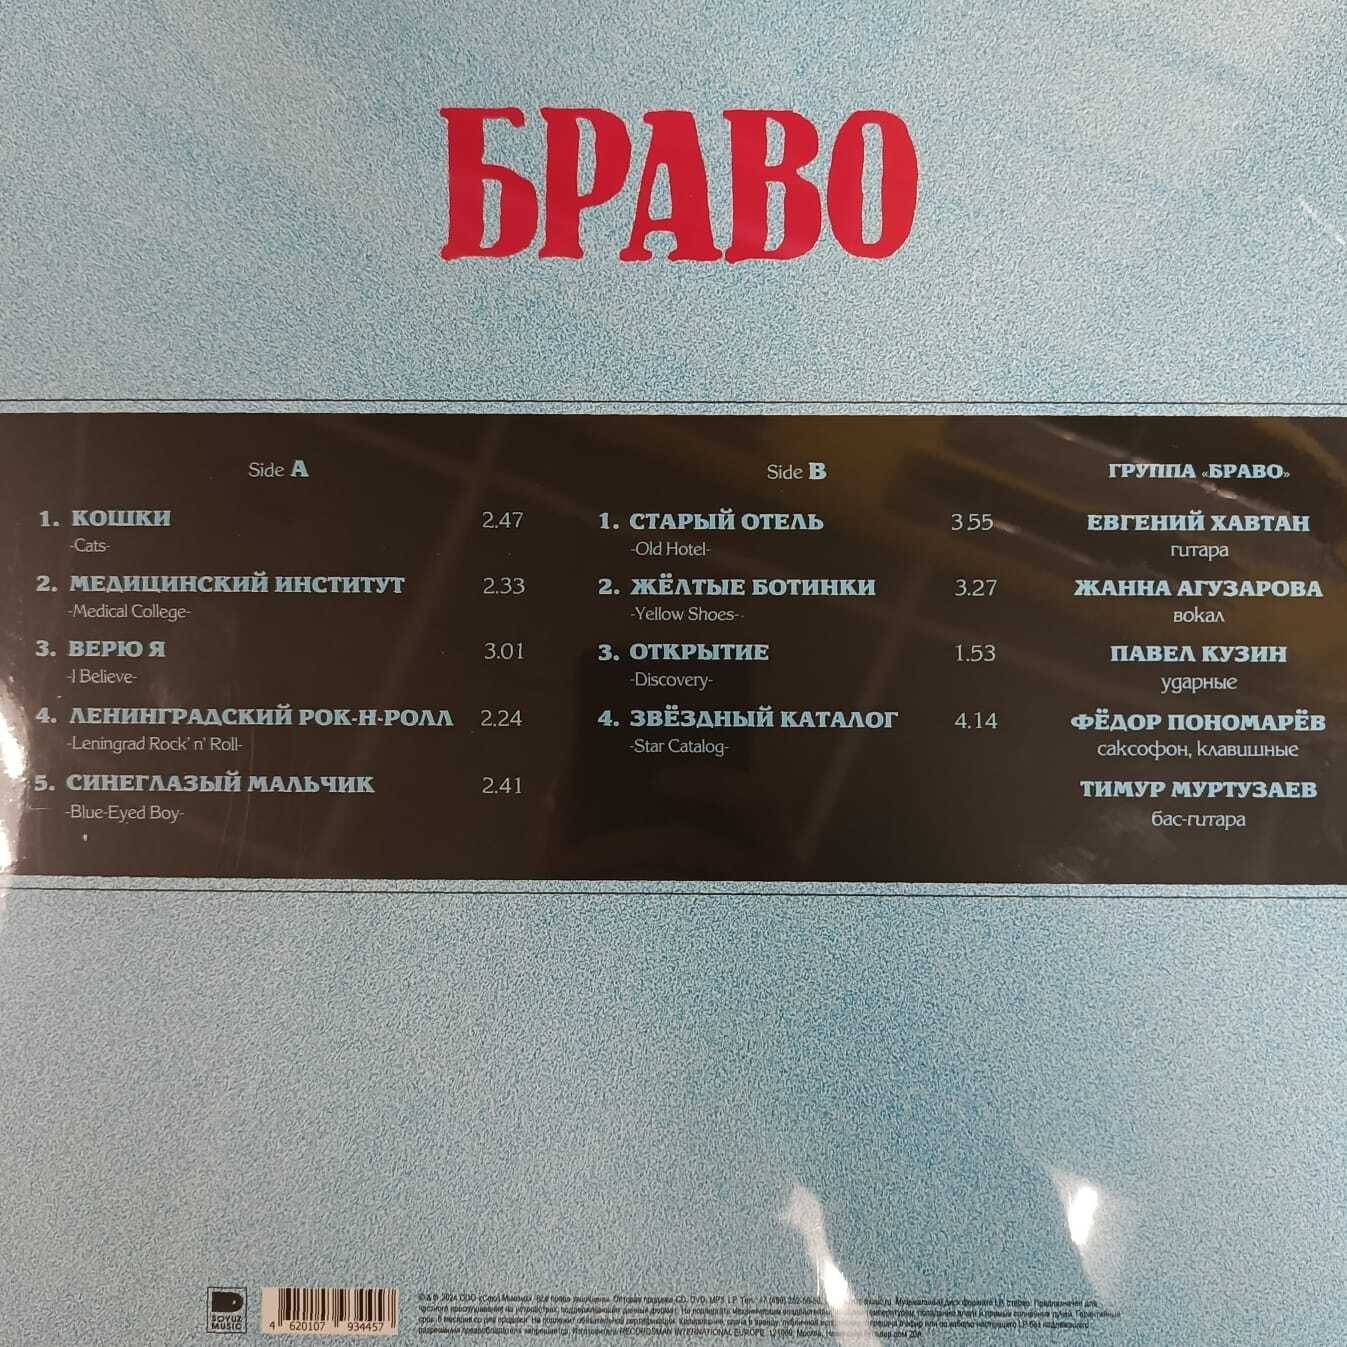 БРАВО
Side A
1. КОШКИ 2.47
-Cats-
2. МЕДИЦИНСКИЙ ИНСТИТУТ 2.33
-Medical College-
3. ВЕРЮ Я 3.01
-I Believe-
4. ЛЕНИНГРАДСКИЙ РОК-Н-РОЛЛ 2.24
-Leningrad Rock' n' Roll-
5. СИНЕГЛАЗЫЙ МАЛЬЧИК 2.41
-Blue-Eyed Boy-
Side B
1. СТАРЫЙ ОТЕЛЬ 3 55
-Old Hotel-
2. ЖЁЛТЫЕ БОТИНКИ 3.27
-Yellow Shoes-
3. ОТКРЫТИЕ 1.53
-Discovery-
4. ЗВЁЗДНЫЙ КАТАЛОГ 4.14
-Star Catalog-
ГРУППА «БРАВО»
ЕВГЕНИЙ ХАВТАН
гитара
ЖАННА АГУЗАРОВА
вокал
ПАВЕЛ КУЗИН
ударные
ФЁДОР ПОНОМАРЁВ
саксофон, клавишные
ТИМУР МУРТУЗАЕВ
бас-гитара
SOYUZ
MUSIC
4 620107 934457